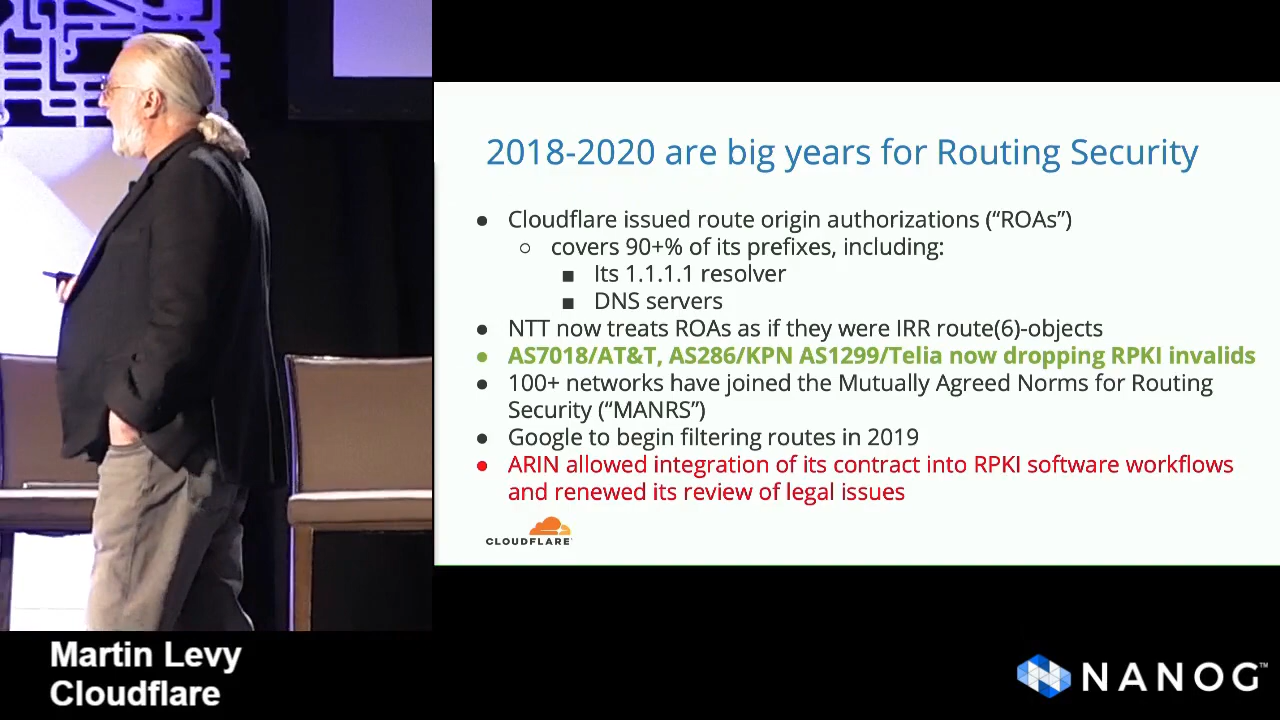 2018-2020 are big years for Routing Security
● Cloudflare issued route origin authorizations (“ROAs”)
○ covers 90+% of its prefixes, including:
■ Its 1.1.1.1 resolver
■ DNS servers
● NTT now treats ROAs as if they were IRR route(6)-objects
● AS7018/AT&T, AS286/KPN AS1299/Telia now dropping RPKI invalids
● 100+ networks have joined the Mutually Agreed Norms for Routing
Security (“MANRS”)
● Google to begin filtering routes in 2019
● ARIN allowed integration of its contract into RPKI software workflows
and renewed its review of legal issues
CLOUDFLARE
Martin Levy
Cloudflare
NANOG™